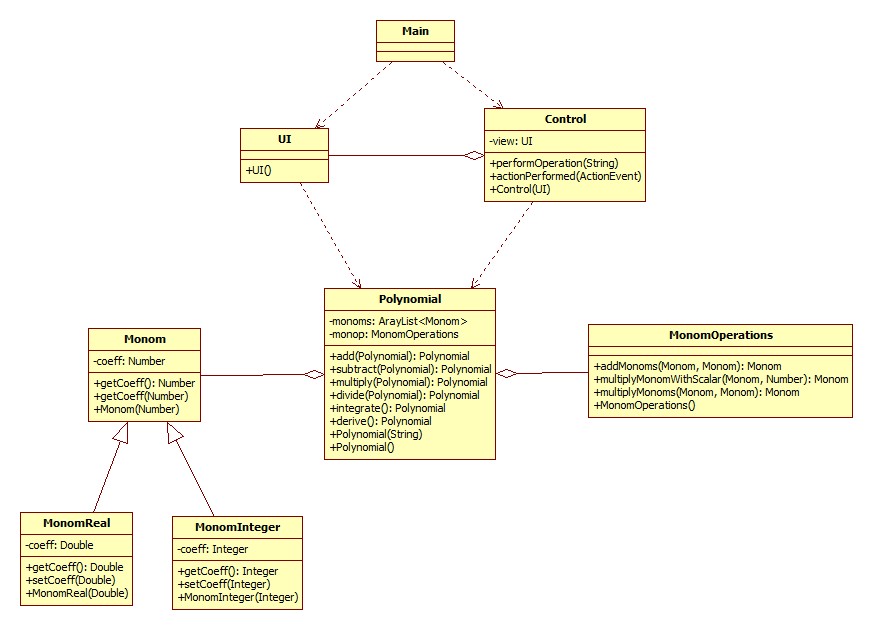 Main
Control
-view: UI
+performOperation(String)
+actionPerformed(ActionEvent)
+Control(UI)
UI
+UI()
Polynomial
-monoms: ArayList<Monom>
-monop: MonomOperations
+add(Polynomial): Polynomial
+subtract(Polynomial): Polynomial
+multiply(Polynomial): Polynomial
+divide(Polynomial): Polynomial
+integrate(): Polynomial
+derive(): Polynomial
+Polynomial(String)
+Polynomial()
Monom
-coeff: Number
+getCoeff(): Number
+getCoeff(Number)
+Monom(Number)
MonomOperations
+addMonoms(Monom, Monom): Monom
+multiplyMonomWithScalar(Monom, Number): Monom
+multiplyMonoms(Monom, Monom): Monom
+MonomOperations()
MonomReal
-coeff: Double
+getCoeff(): Double
+setCoeff(Double)
+MonomReal(Double)
MonomInteger
-coeff: Integer
+getCoeff(): Integer
+setCoeff(Integer)
+MonomInteger(Integer)